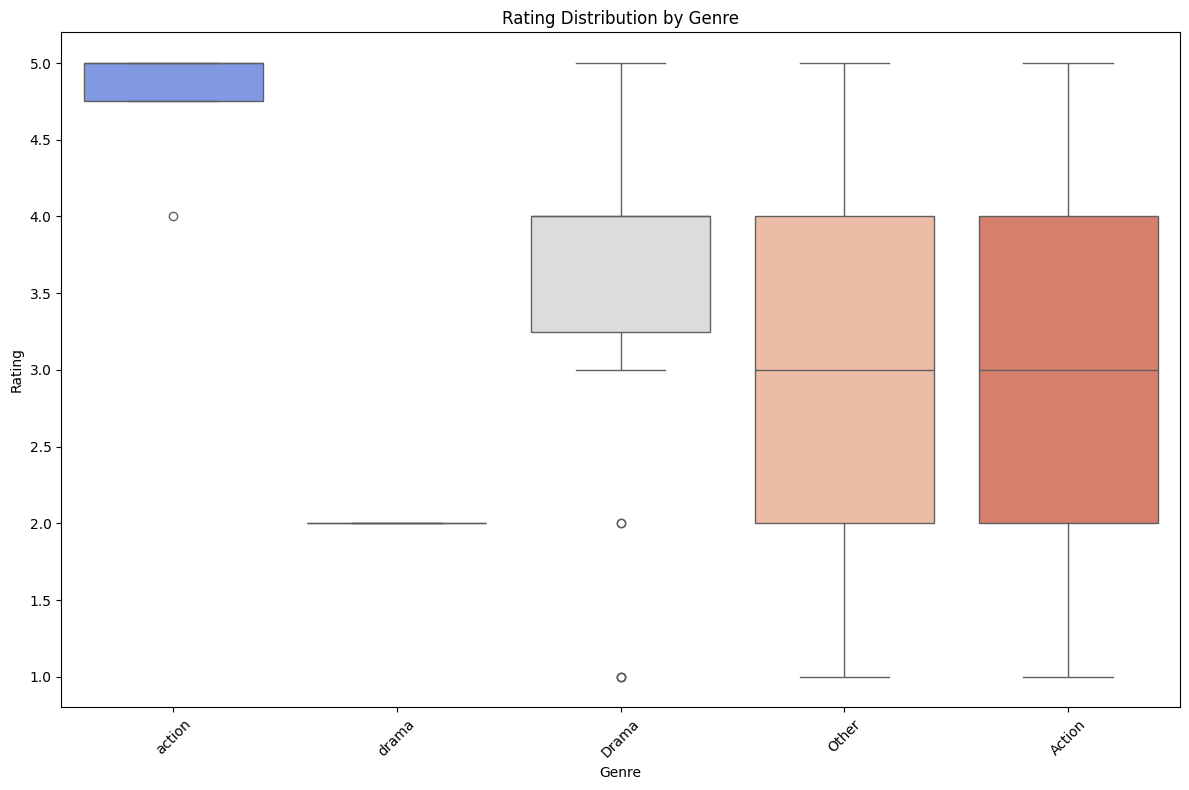 Rating Distribution by Genre
Rating
5.0
4.5
4.0
3.5
3.0
2.5
2.0
1.5
1.0
action
drama
Drama
Other
Action
Genre